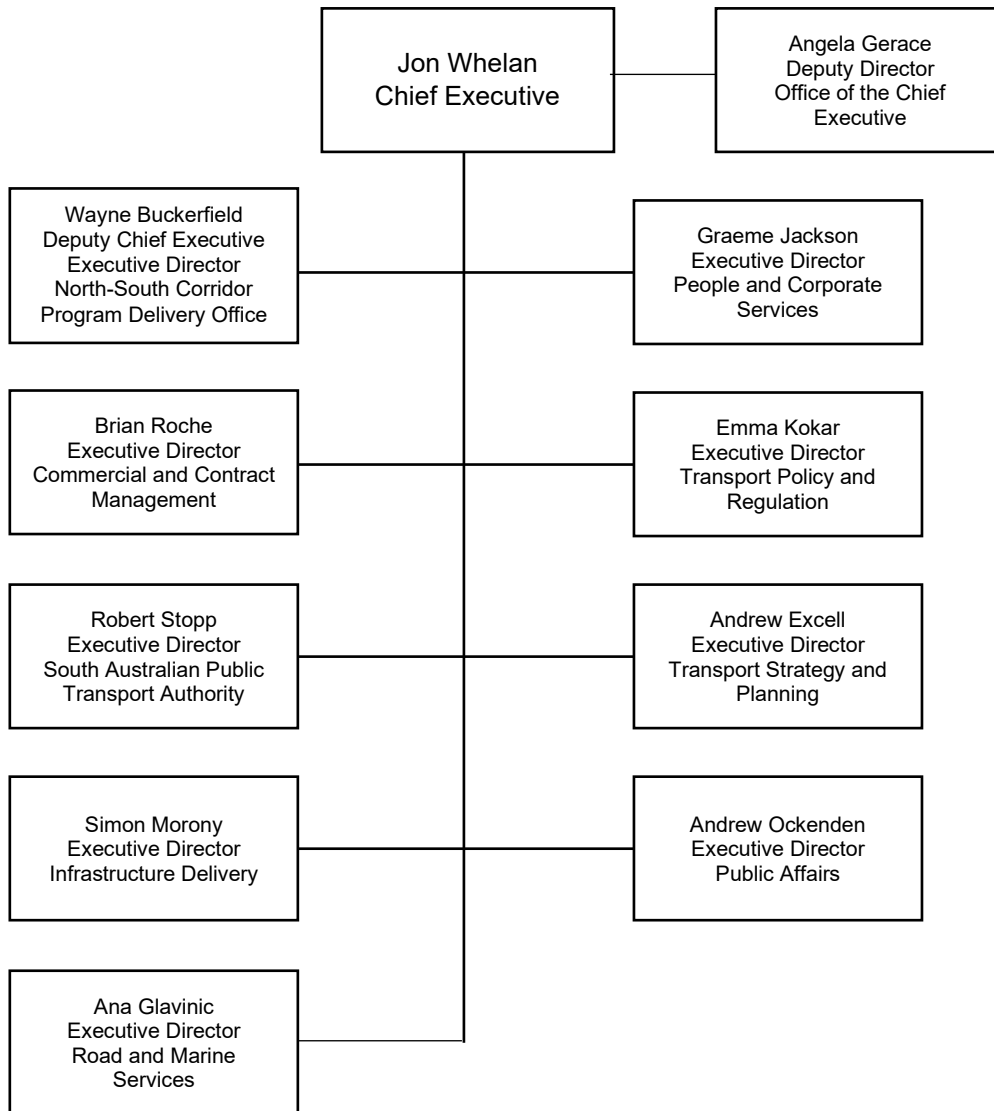 Jon Whelan
Chief Executive
Angela Gerace
Deputy Director
Office of the Chief
Executive
Wayne Buckerfield
Deputy Chief Executive
Executive Director
North-South Corridor
Program Delivery Office
Graeme Jackson
Executive Director
People and Corporate
Services
Brian Roche
Executive Director
Commercial and Contract
Management
Emma Kokar
Executive Director
Transport Policy and
Regulation
Robert Stopp
Executive Director
South Australian Public
Transport Authority
Andrew Excell
Executive Director
Transport Strategy and
Planning
Simon Morony
Executive Director
Infrastructure Delivery
Andrew Ockenden
Executive Director
Public Affairs
Ana Glavinic
Executive Director
Road and Marine
Services